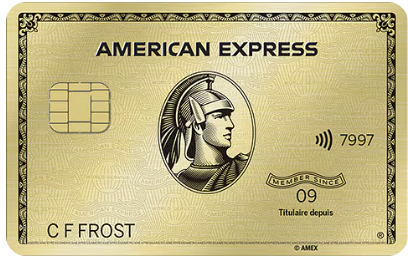 AMERICAN EXPRESS
7997
MEMBER SINCE
09
Titulaire depuis
C F FROST
®
© AMEX